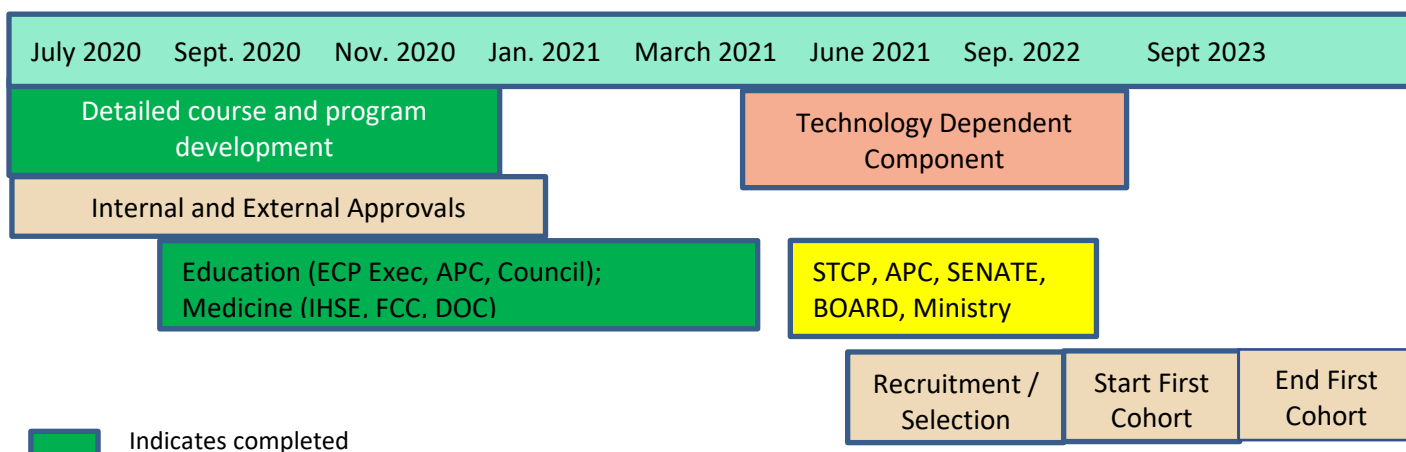 July 2020 Sept. 2020 Nov. 2020 Jan. 2021 March 2021 June 2021 Sep. 2022 Sept 2023
Detailed course and program
development
Technology Dependent
Component
Internal and External Approvals
Education (ECP Exec, APC, Council);
Medicine (IHSE, FCC, DOC)
STCP, APC, SENATE,
BOARD, Ministry
Recruitment /
Selection
Start First
Cohort
End First
Cohort
Indicates completed